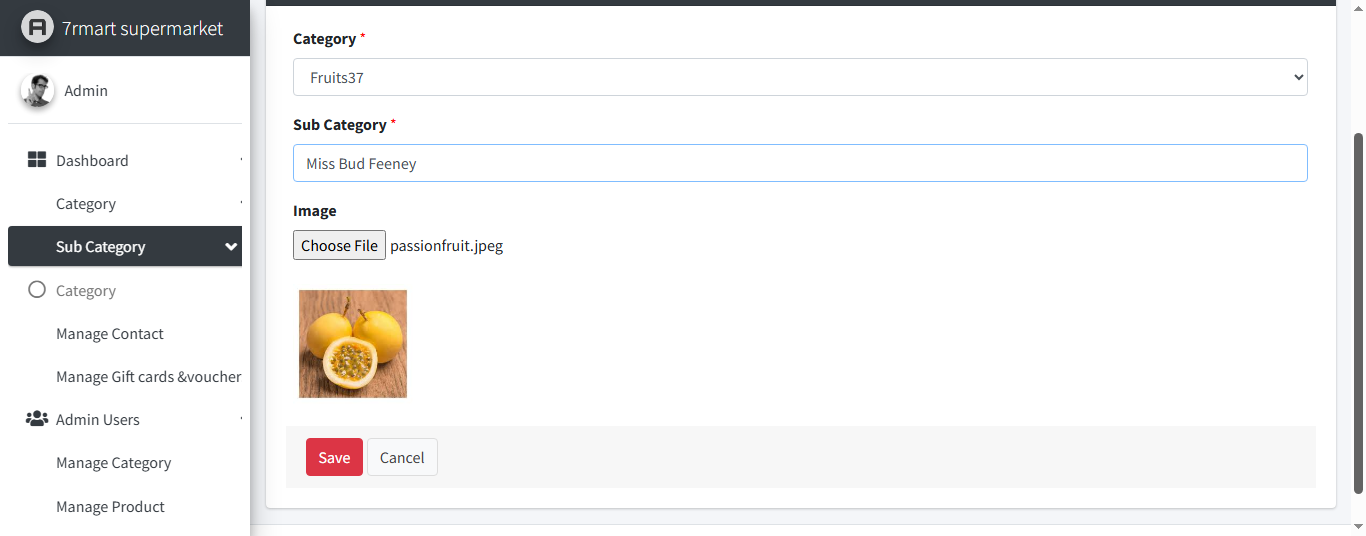 7rmart supermarket
Admin
Dashboard
Category
Sub Category
Category
Manage Contact
Manage Gift cards &voucher
Admin Users
Manage Category
Manage Product
Category *
Fruits37
Sub Category *
Miss Bud Feeney
Image
Choose File passionfruit.jpeg
Save Cancel